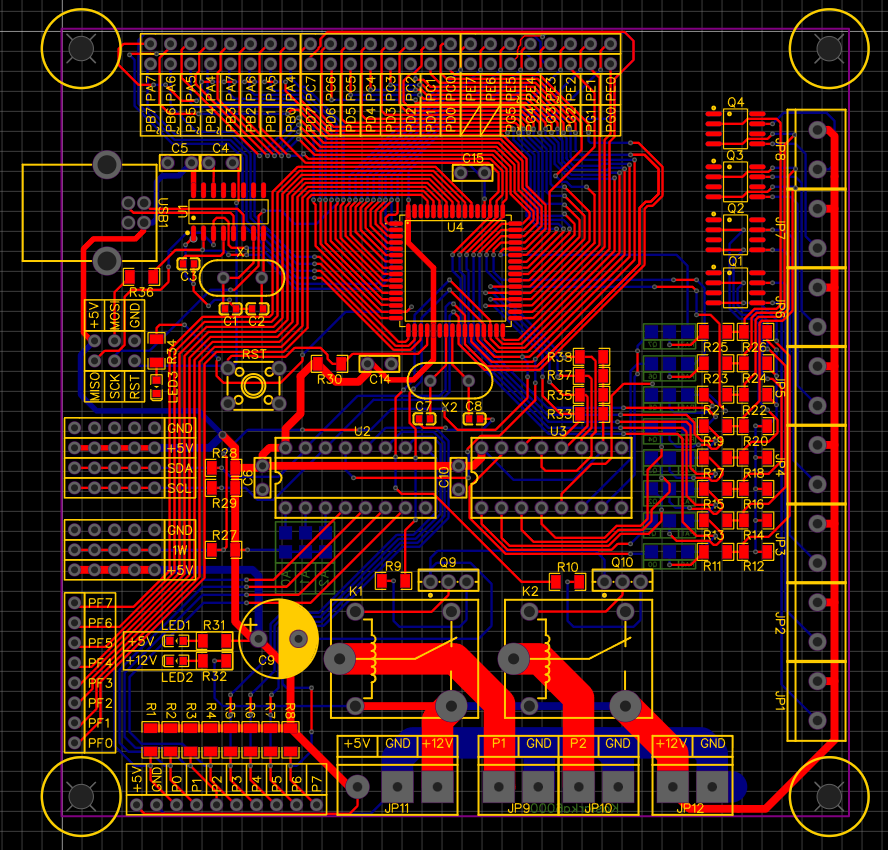 PA7 PA6 PA5 PA4 PA7 PA6 PA5 PA4 PC7 PC6 PC5 PC4 PC3 PC2 PC1 PC0 PE7 PE6 PE5 PE4 PE3 PE2 PE1 PE0
PB7 PB6 PB5 PB4 PB3 PB2 PB1 PB0 PD7 PD6 PD5 PD4 PD3 PD2 PD1 PD0 PG5 PG4 PG3 PG2 PG1 PG0
Q4
JP8
C5 C4
C15
Q3
USB1
U1
U4
Q2
JP7
X
C3
Q1
R36
C1 C2
JP6
+5V MOSI GND
MISO SCK RST
R34
LED3
RST
R30
C14
X2
C7 C8
R38
R37
R35
R33
R25 R26
R23 R24
JP5
R21 R22
R19 R20
GND
+5V
SDA
SCL
R28
R29
C6
U2
C10
U3
R17 R18
JP4
R15 R16
R13 R14
JP3
R11 R12
GND
1W
+5V
R27
R9
Q9
R10
Q10
K1
K2
JP2
PF7
PF6
PF5
PF4
PF3
PF2
PF1
PF0
LED1 R31
+5V
+12V
LED2 R32
+
C9
JP1
R1 R2 R3 R4 R5 R6 R7 R8
+5V GND P0 P1 P2 P3 P4 P5 P6 P7
+5V GND +12V
P1 GND P2 GND
+12V GND
JP11
JP9
JP10
JP12